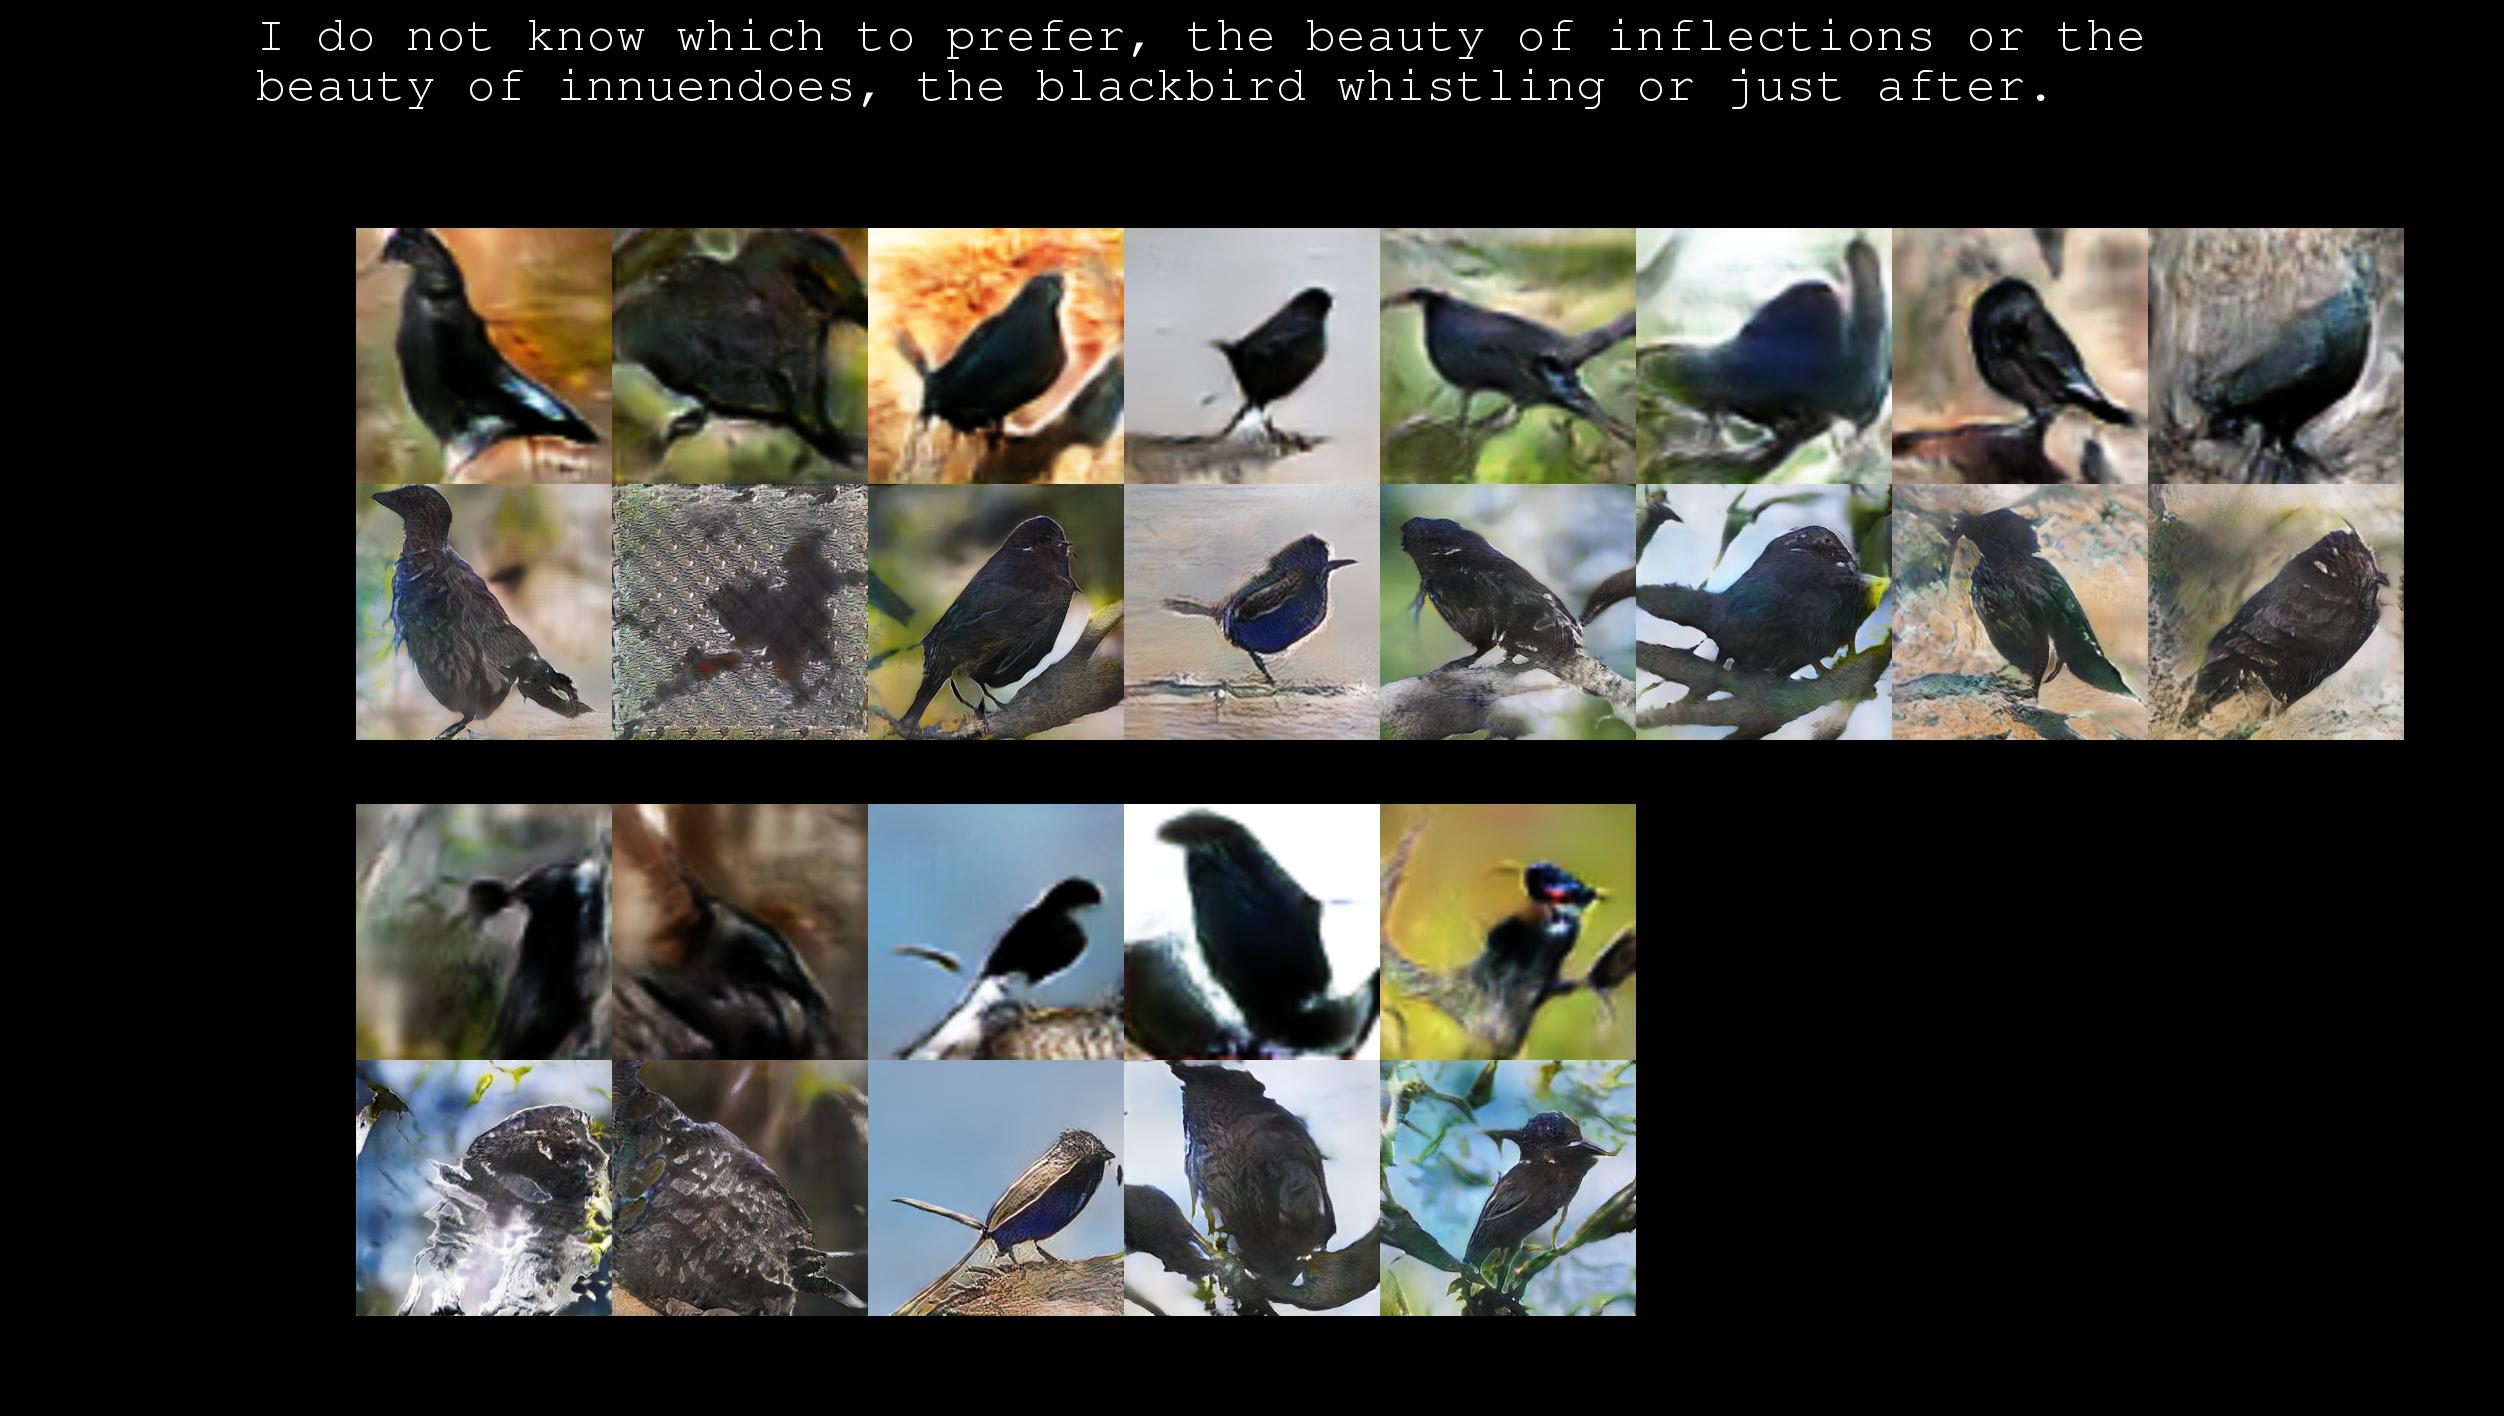 I do not know which to prefer, the beauty of inflections or the
beauty of innuendoes, the blackbird whistling or just after.